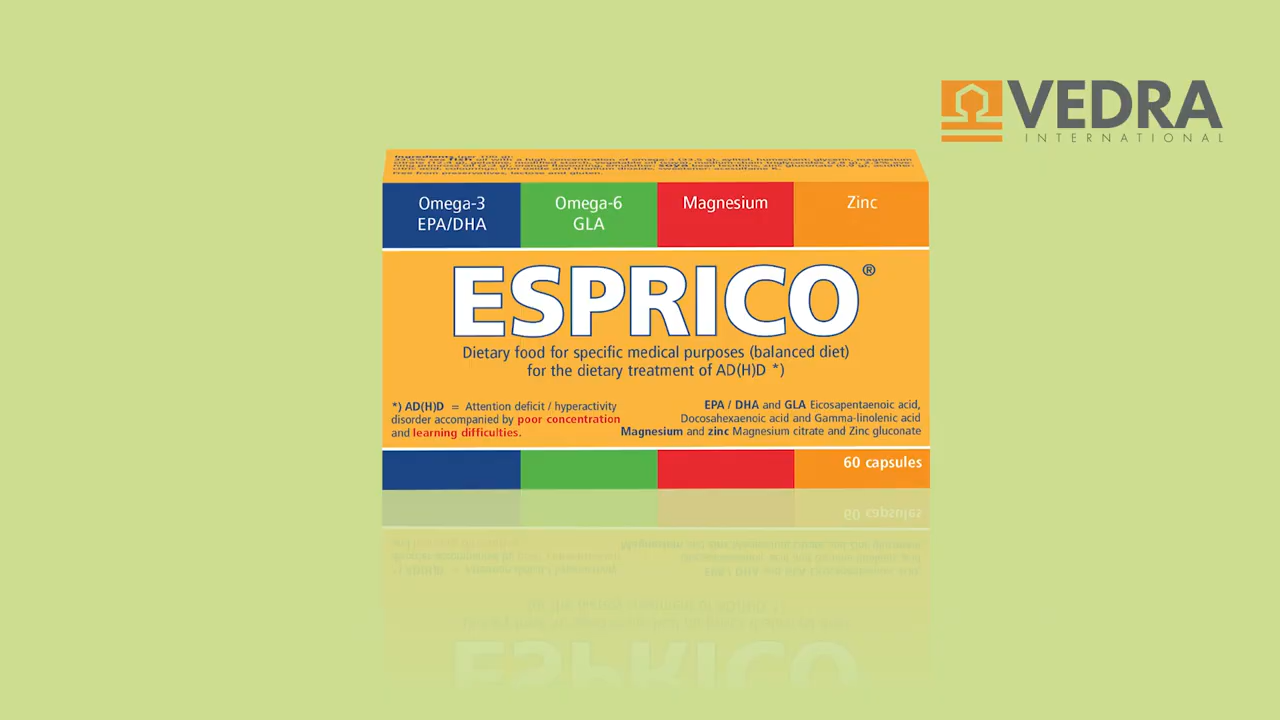 VEDRA
INTERNATIONAL
Omega-3
EPA/DHA
Omega-6
GLA
Magnesium
Zinc
ESPRICO®
Dietary food for specific medical purposes (balanced diet)
for the dietary treatment of AD(H)D *)
*) AD(H)D = Attention deficit / hyperactivity
disorder accompanied by poor concentration
and learning difficulties.
EPA / DHA and GLA Eicosapentaenoic acid,
Docosahexaenoic acid and Gamma-linolenic acid
Magnesium and zinc Magnesium citrate and Zinc gluconate
60 capsules